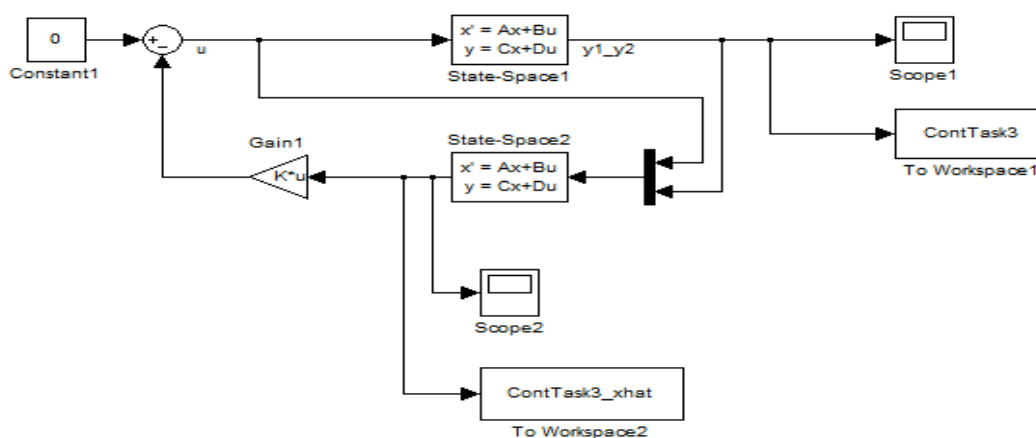 0
Constant1
+
−
u
x' = Ax+Bu
y = Cx+Du
State-Space1
y1_y2
Scope1
ContTask3
To Workspace1
Gain1
K*u
State-Space2
x' = Ax+Bu
y = Cx+Du
Scope2
ContTask3_xhat
To Workspace2